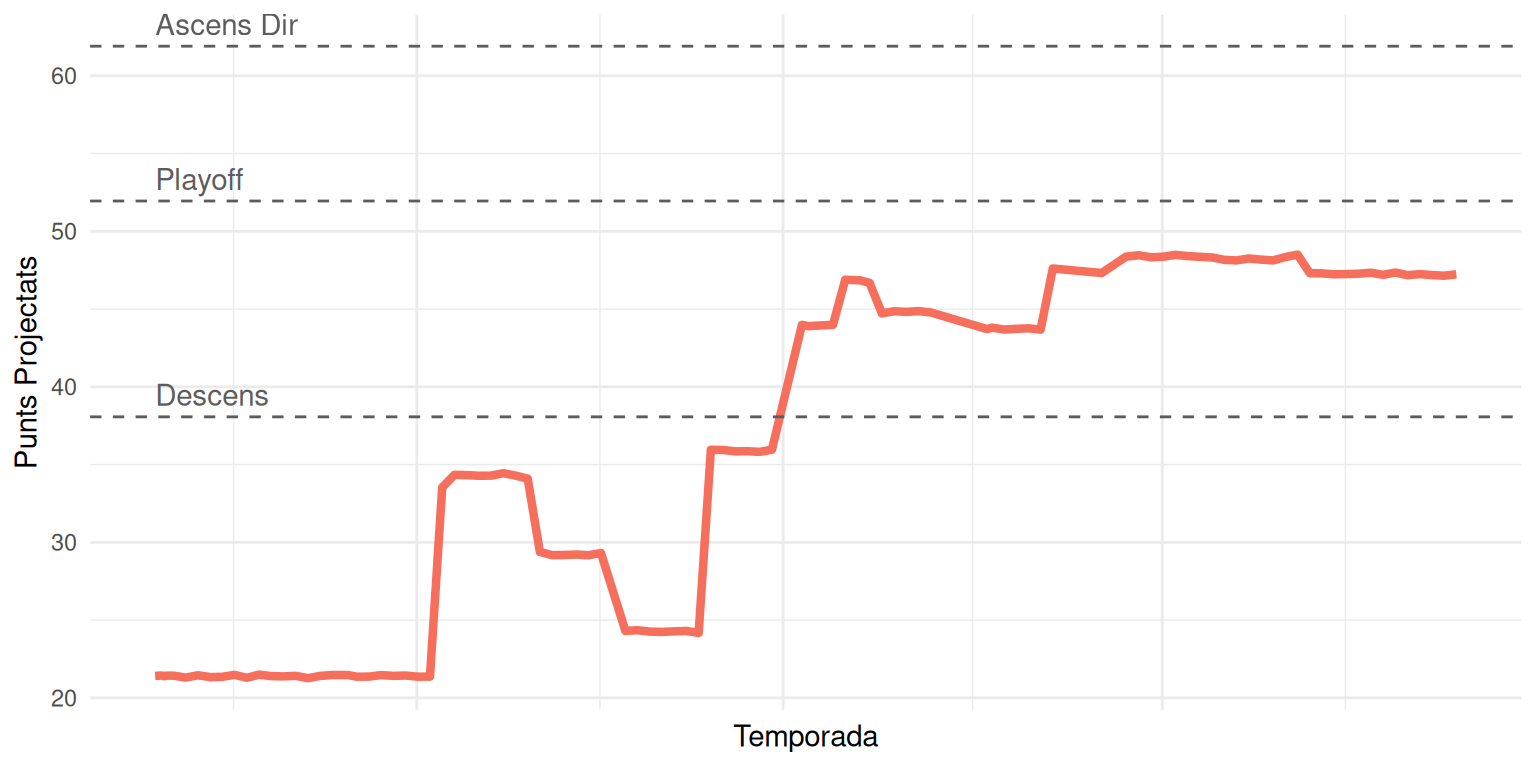 Ascens Dir
60
Playoff
50
Punts Projectats
40
Descens
30
20
Temporada